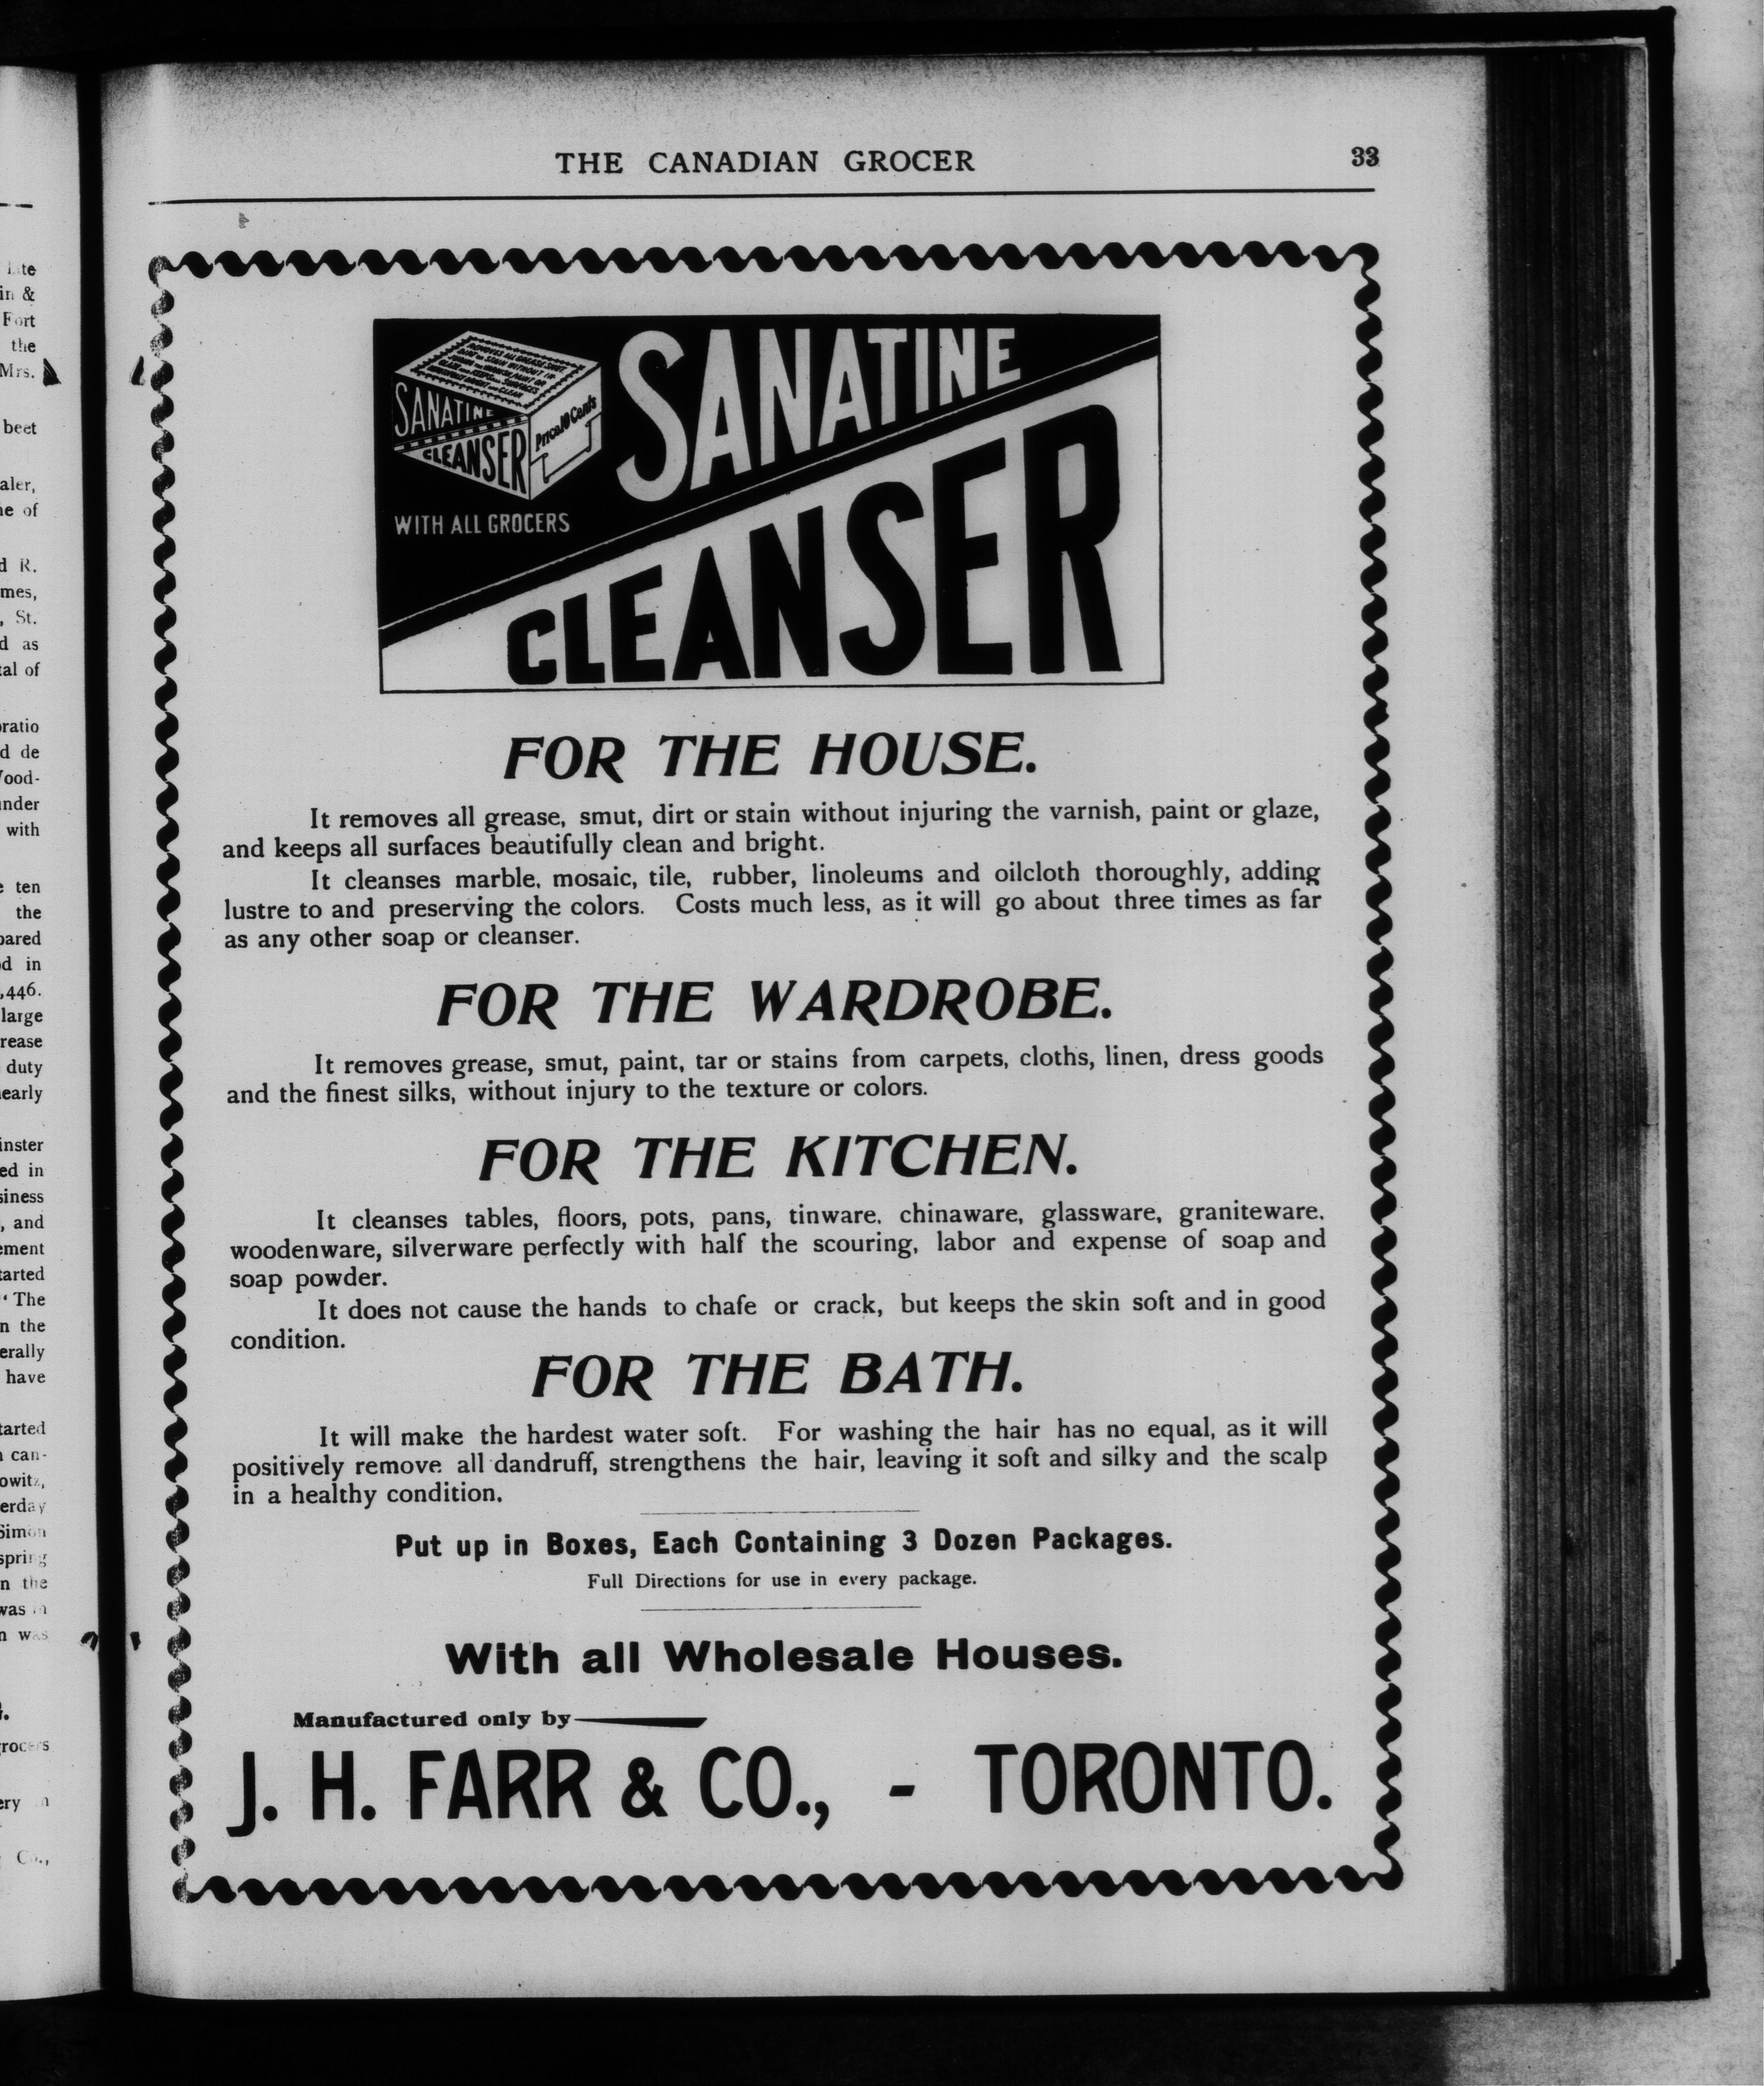 THE CANADIAN GROCER 33
SANATINE
CLEANSER
SANATINE
CLEANSER
Price 10 Cents
WITH ALL GROCERS
FOR THE HOUSE.
It removes all grease, smut, dirt or stain without injuring the varnish, paint or glaze,
and keeps all surfaces beautifully clean and bright.
It cleanses marble, mosaic, tile, rubber, linoleums and oilcloth thoroughly, adding
lustre to and preserving the colors. Costs much less, as it will go about three times as far
as any other soap or cleanser.
FOR THE WARDROBE.
It removes grease, smut, paint, tar or stains from carpets, cloths, linen, dress goods
and the finest silks, without injury to the texture or colors.
FOR THE KITCHEN.
It cleanses tables, floors, pots, pans, tinware, chinaware, glassware, graniteware,
woodenware, silverware perfectly with half the scouring, labor and expense of soap and
soap powder.
It does not cause the hands to chafe or crack, but keeps the skin soft and in good
condition.
FOR THE BATH.
It will make the hardest water soft. For washing the hair has no equal, as it will
positively remove all dandruff, strengthens the hair, leaving it soft and silky and the scalp
in a healthy condition.
Put up in Boxes, Each Containing 3 Dozen Packages.
Full Directions for use in every package.
With all Wholesale Houses.
Manufactured only by
J. H. FARR & CO., - TORONTO.